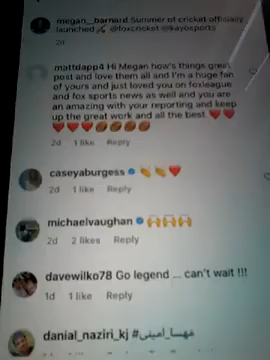 megan__barnard Summer of cricket officially
launched 🏏 @foxcricket @kayosports
2d
mattdapp4 Hi Megan how's things great
post and love them all and I'm a huge fan
of yours and just loved you on foxleague
and fox sports news as well and you are
an amazing with your reporting and keep
up the great work and all the best ❤️❤️
❤️❤️❤️🏉🏉🏉🏉
2d 1 like Reply
caseyaburgess 👏👏❤️
2d 1 like Reply
michaelvaughan 🙌🙌🙌
2d 2 likes Reply
davewilko78 Go legend ... can't wait !!!
1d 1 like Reply
danial_naziri_kj #مهسا_امینی